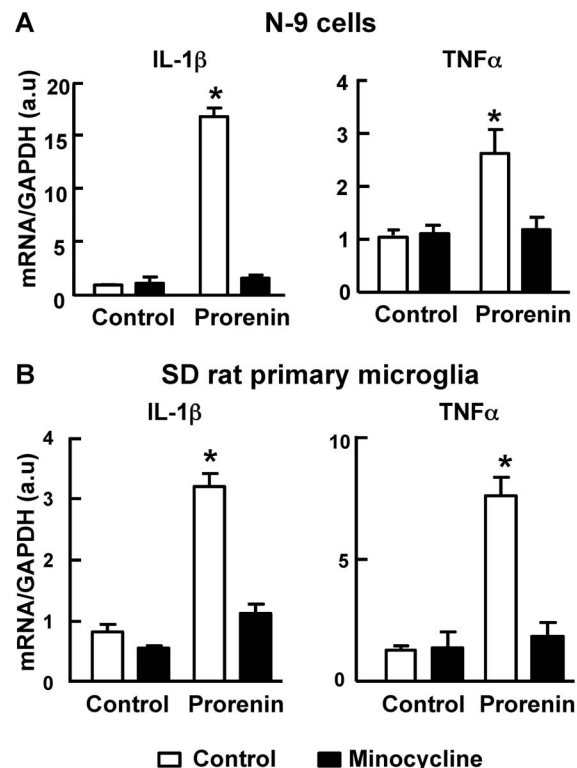 A N-9 cells
IL-1β TNFα
mRNA/GAPDH (a.u)
20
15
10
5
0
4
3
2
1
0
*
*
Control Prorenin Control Prorenin
B SD rat primary microglia
IL-1β TNFα
mRNA/GAPDH (a.u)
4
3
2
1
0
10
5
0
*
*
Control Prorenin Control Prorenin
Control Minocycline